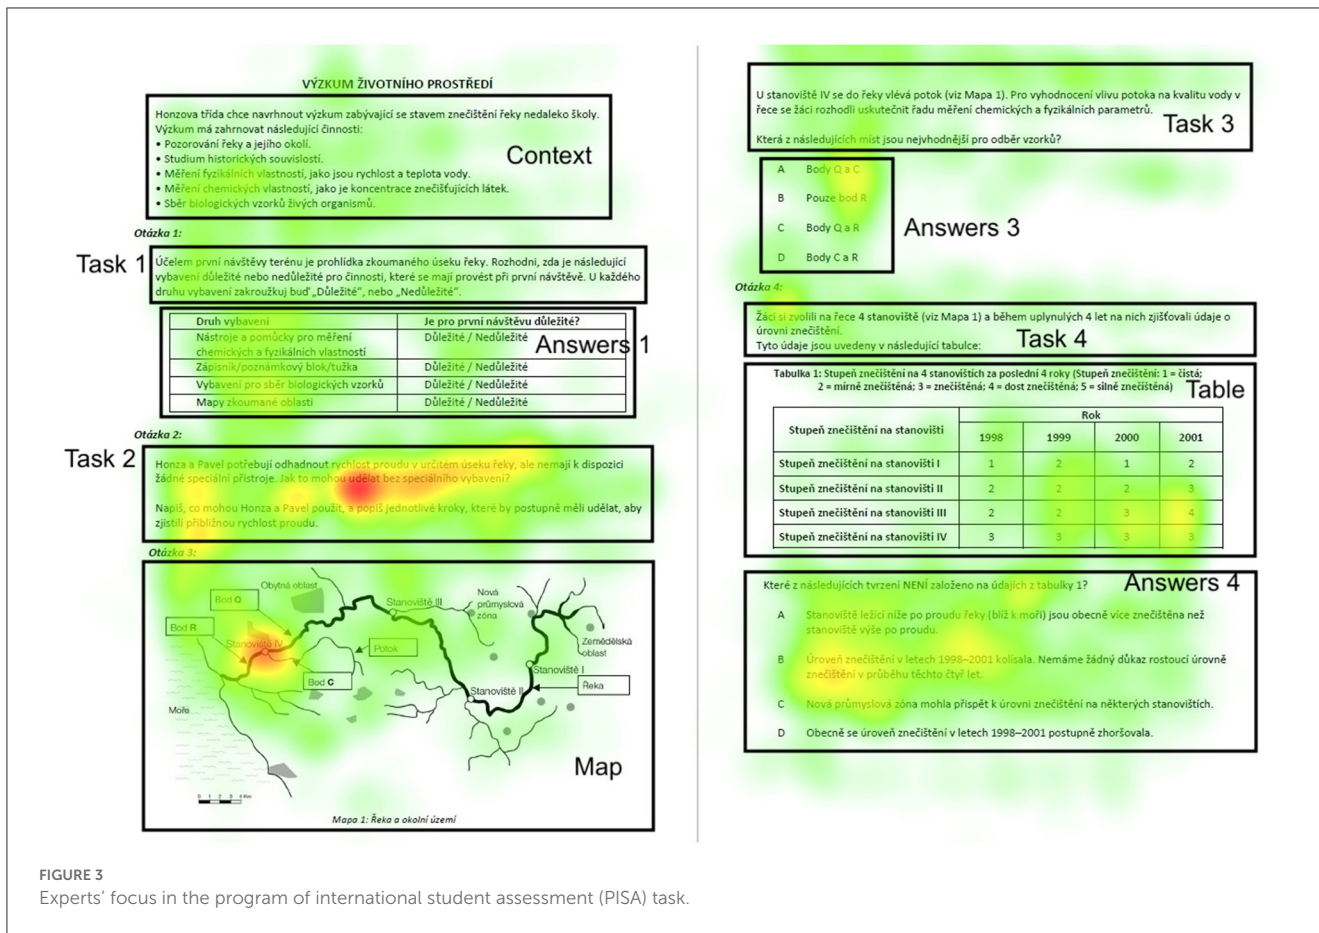 VÝZKUM ŽIVOTNÍHO PROSTŘEDÍ
Honzova třída chce navrhnout výzkum zabývající se stavem znečištění řeky nedaleko školy.
Výzkum má zahrnovat následující činnosti:
• Pozorování řeky a jejího okolí.
• Studium historických souvislostí.
• Měření fyzikálních vlastností, jako jsou rychlost a teplota vody.
• Měření chemických vlastností, jako je koncentrace znečišťujících látek.
• Sběr biologických vzorků živých organismů.
Context
Otázka 1:
Task 1
Účelem první návštěvy terénu je prohlídka zkoumaného úseku řeky. Rozhodni, zda je následující
vybavení důležité nebo nedůležité pro činnosti, které se mají provést při první návštěvě. U každého
druhu vybavení zakroužkuj buď „Důležité“, nebo „Nedůležité“.
Druh vybavení Je pro první návštěvu důležité?
Nástroje a pomůcky pro měření Důležité / Nedůležité
chemických a fyzikálních vlastností
Zápisník/poznámkový blok/tužka Důležité / Nedůležité
Vybavení pro sběr biologických vzorků Důležité / Nedůležité
Mapy zkoumané oblasti Důležité / Nedůležité
Answers 1
Otázka 2:
Task 2
Honza a Pavel potřebují odhadnout rychlost proudu v určitém úseku řeky, ale nemají k dispozici
žádné speciální přístroje. Jak to mohou udělat bez speciálního vybavení?
Napiš, co mohou Honza a Pavel použít, a popiš jednotlivé kroky, které by postupně měli udělat, aby
zjistili přibližnou rychlost proudu.
Otázka 3:
Obytná oblast
Bod Q
Bod R
Stanoviště IV
Stanoviště III
Nová
průmyslová
zóna
Zemědělská
oblast
Potok
Bod C
Stanoviště I
Stanoviště II
Řeka
Moře
Map
0 1 2 3 4 Km
Mapa 1: Řeka a okolní území
U stanoviště IV se do řeky vlévá potok (viz Mapa 1). Pro vyhodnocení vlivu potoka na kvalitu vody v
řece se žáci rozhodli uskutečnit řadu měření chemických a fyzikálních parametrů.
Která z následujících míst jsou nejvhodnější pro odběr vzorků?
Task 3
A Body Q a C
B Pouze bod R
C Body Q a R
D Body C a R
Answers 3
Otázka 4:
Žáci si zvolili na řece 4 stanoviště (viz Mapa 1) a během uplynulých 4 let na nich zjišťovali údaje o
úrovni znečištění.
Tyto údaje jsou uvedeny v následující tabulce:
Task 4
Tabulka 1: Stupeň znečištění na 4 stanovištích za poslední 4 roky (Stupeň znečištění: 1 = čistá;
2 = mírně znečištěná; 3 = znečištěná; 4 = dost znečištěná; 5 = silně znečištěná)
Table
Stupeň znečištění na stanovišti Rok
1998 1999 2000 2001
Stupeň znečištění na stanovišti I 1 2 1 2
Stupeň znečištění na stanovišti II 2 2 2 3
Stupeň znečištění na stanovišti III 2 2 3 4
Stupeň znečištění na stanovišti IV 3 3 3 3
Které z následujících tvrzení NENÍ založeno na údajích z tabulky 1?
Answers 4
A Stanoviště ležící níže po proudu řeky (blíž k moři) jsou obecně více znečištěna než
stanoviště výše po proudu.
B Úroveň znečištění v letech 1998–2001 kolísala. Nemáme žádný důkaz rostoucí úrovně
znečištění v průběhu těchto čtyř let.
C Nová průmyslová zóna mohla přispět k úrovni znečištění na některých stanovištích.
D Obecně se úroveň znečištění v letech 1998–2001 postupně zhoršovala.
FIGURE 3
Experts’ focus in the program of international student assessment (PISA) task.